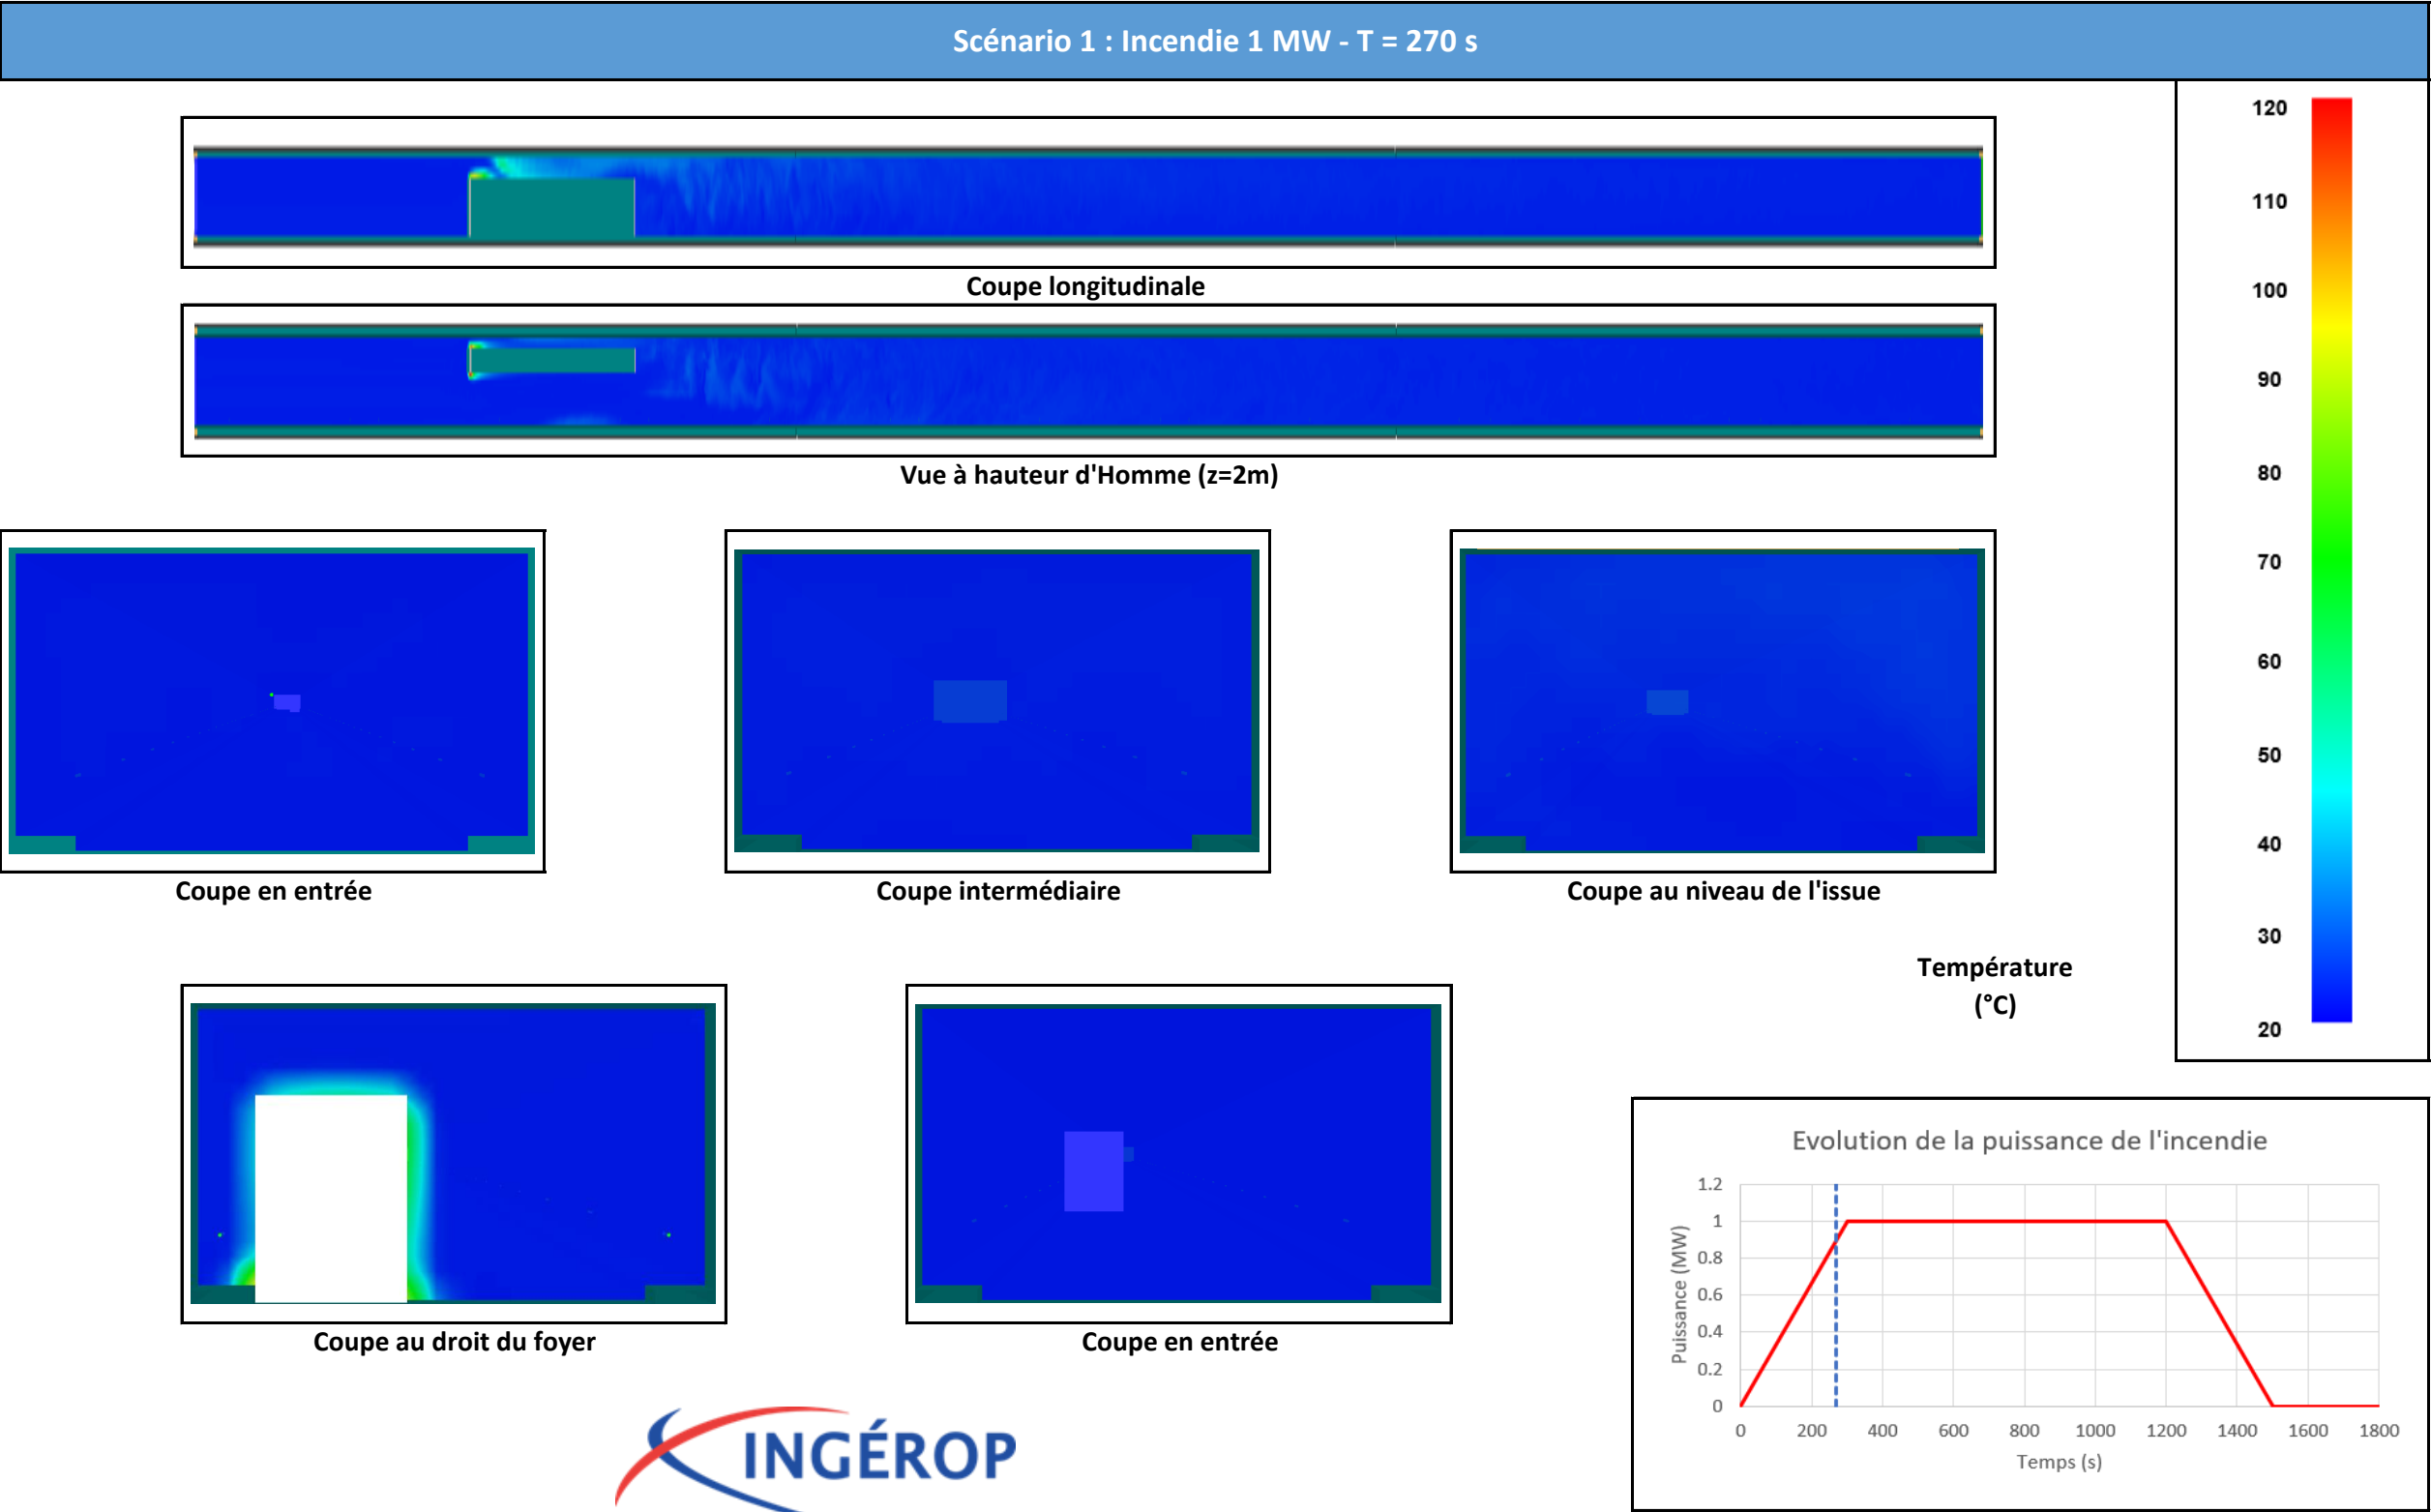 Scénario 1 : Incendie 1 MW - T = 270 s
120
110
100
90
80
70
60
50
40
30
20
Coupe longitudinale
Vue à hauteur d'Homme (z=2m)
Coupe en entrée
Coupe intermédiaire
Coupe au niveau de l'issue
Température
(°C)
Coupe au droit du foyer
Coupe en entrée
Evolution de la puissance de l'incendie
Puissance (MW)
1.2
1
0.8
0.6
0.4
0.2
0
0 200 400 600 800 1000 1200 1400 1600 1800
Temps (s)
INGÉROP